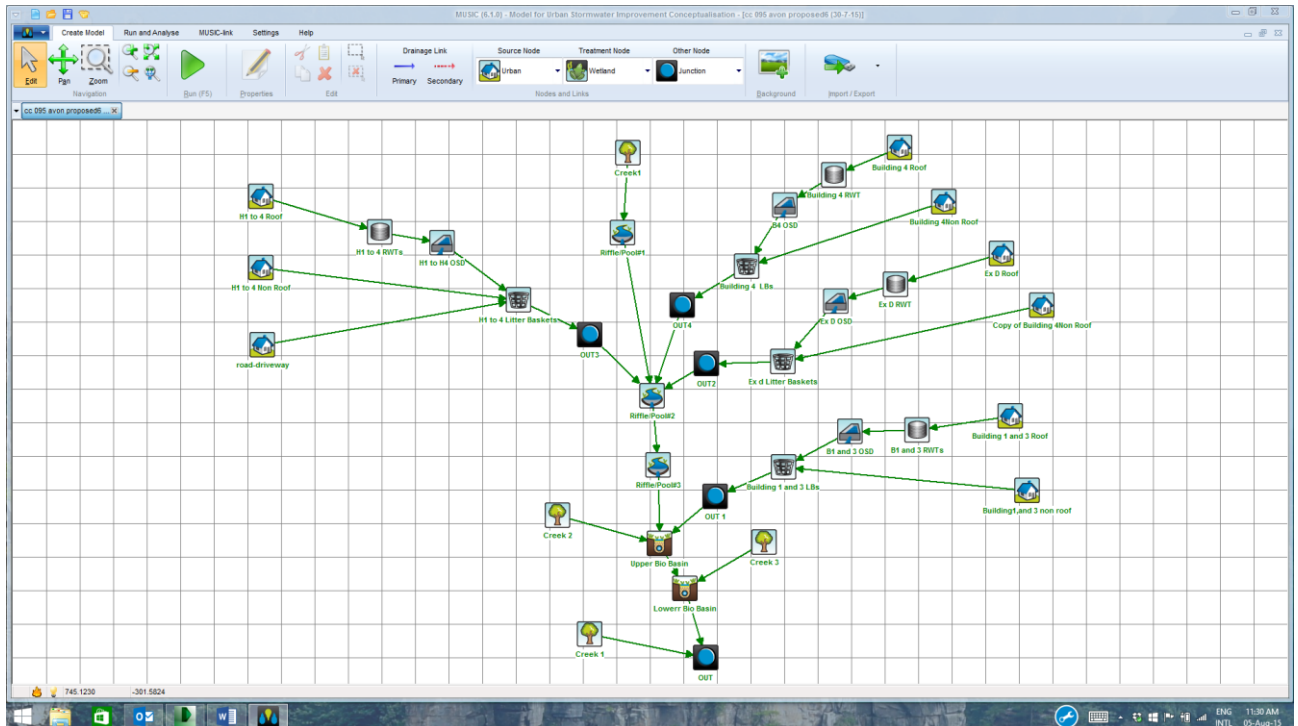 MUSIC (6.1.0) - Model for Urban Stormwater Improvement Conceptualisation - [cc 095 avon proposed6 (30-7-15)]
Create Model Run and Analyse MUSIC-link Settings Help
Drainage Link Source Node Treatment Node Other Node
Urban Wetland Junction
Edit Pan Zoom Primary Secondary
Navigation Run (F5) Properties Edit Nodes and Links Background Import / Export
cc 095 avon proposed6 ...
Creek1
Building 4 Roof
Building 4 RWT
H1 to 4 Roof
B4 OSD
Building 4Non Roof
H1 to 4 RWTs
Riffle/Pool#1
H1 to H4 OSD
Ex D Roof
H1 to 4 Non Roof
Building 4 LBs
Ex D RWT
H1 to 4 Litter Baskets
Ex D OSD
OUT4
Copy of Building 4Non Roof
OUT3
road-driveway
OUT2
Ex d Litter Baskets
Riffle/Pool#2
Building 1 and 3 Roof
B1 and 3 OSD
B1 and 3 RWTs
Riffle/Pool#3
Building 1 and 3 LBs
Building1,and 3 non roof
OUT 1
Creek 2
Upper Bio Basin
Creek 3
Lowerr Bio Basin
Creek 1
OUT
745.1230 -301.5824
ENG 11:30 AM
INTL 05-Aug-15